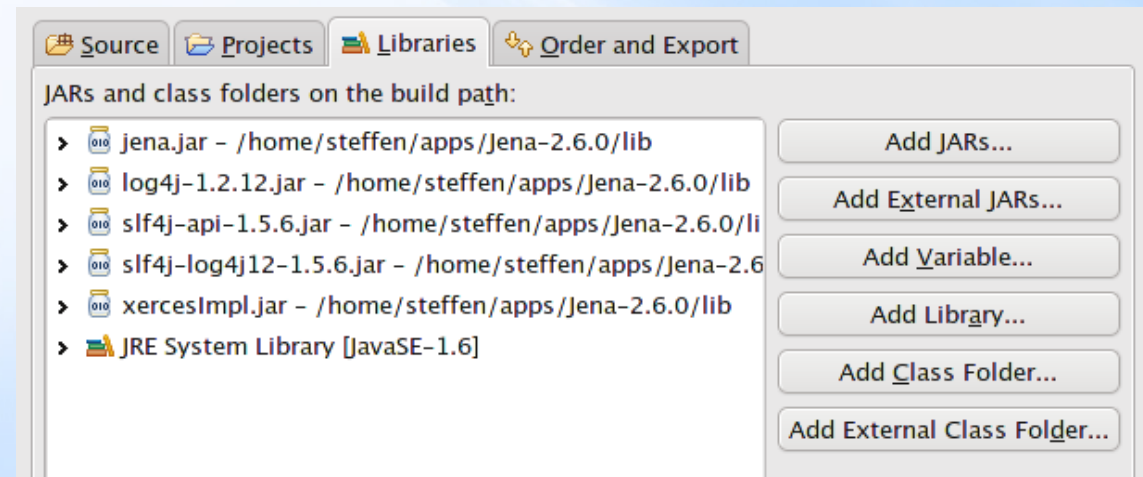 Source Projects Libraries Order and Export
JARs and class folders on the build path:
jena.jar – /home/steffen/apps/Jena-2.6.0/lib
log4j-1.2.12.jar – /home/steffen/apps/Jena-2.6.0/lib
slf4j-api-1.5.6.jar – /home/steffen/apps/Jena-2.6.0/li
slf4j-log4j12-1.5.6.jar – /home/steffen/apps/Jena-2.6
xercesImpl.jar – /home/steffen/apps/Jena-2.6.0/lib
JRE System Library [JavaSE-1.6]
Add JARs...
Add External JARs...
Add Variable...
Add Library...
Add Class Folder...
Add External Class Folder...